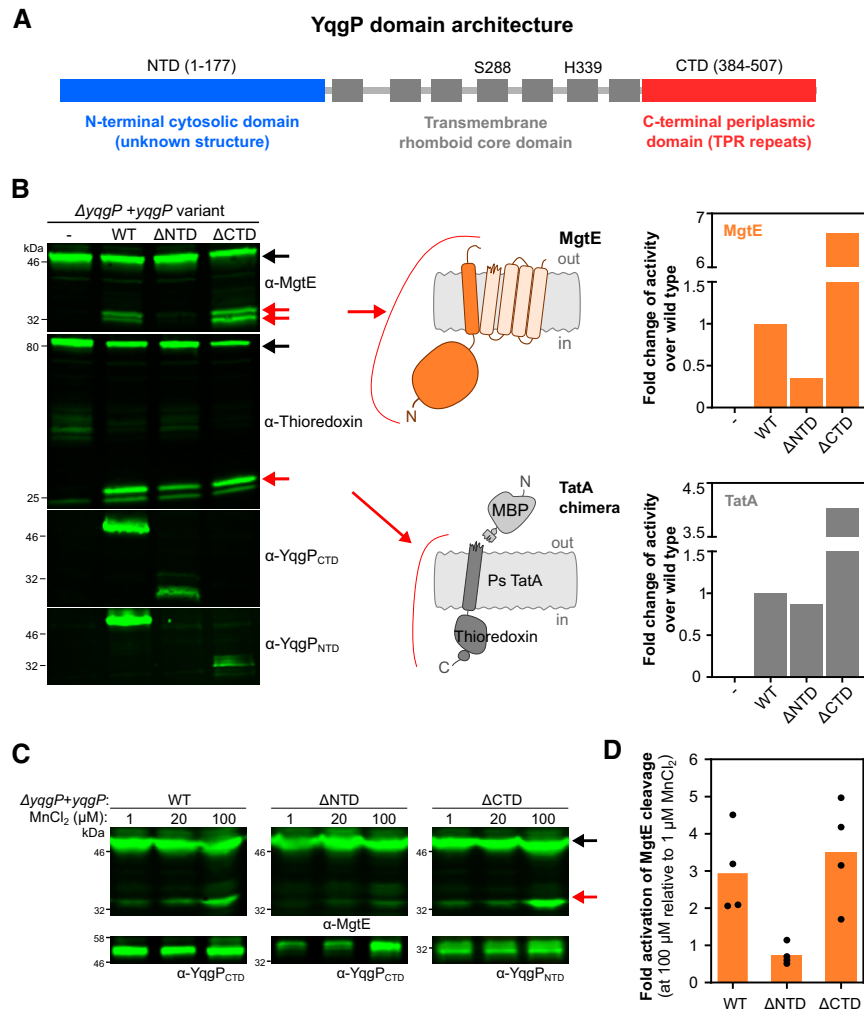 A
YqgP domain architecture
NTD (1-177)
S288
H339
CTD (384-507)
N-terminal cytosolic domain
(unknown structure)
Transmembrane
rhomboid core domain
C-terminal periplasmic
domain (TPR repeats)
B
ΔyqgP +yqgP variant
- WT ΔNTD ΔCTD
kDa
46
32
α-MgtE
80
25
α-Thioredoxin
46
32
α-YqgPCTD
46
32
α-YqgPNTD
MgtE
out
in
N
TatA
chimera
N
MBP
out
Ps TatA
in
Thioredoxin
C
Fold change of activity
over wild type
MgtE
7
6
1.5
1
0.5
0
- WT ΔNTD ΔCTD
Fold change of activity
over wild type
TatA
4.5
3.5
1.5
1
0.5
0
- WT ΔNTD ΔCTD
C
ΔyqgP+yqgP: WT ΔNTD ΔCTD
MnCl2 (µM): 1 20 100 1 20 100 1 20 100
kDa
46
32
46
32
46
32
α-MgtE
58
46
32
32
α-YqgPCTD
α-YqgPCTD
α-YqgPNTD
D
Fold activation of MgtE cleavage
(at 100 µM relative to 1 µM MnCl2)
6
5
4
3
2
1
0
WT ΔNTD ΔCTD